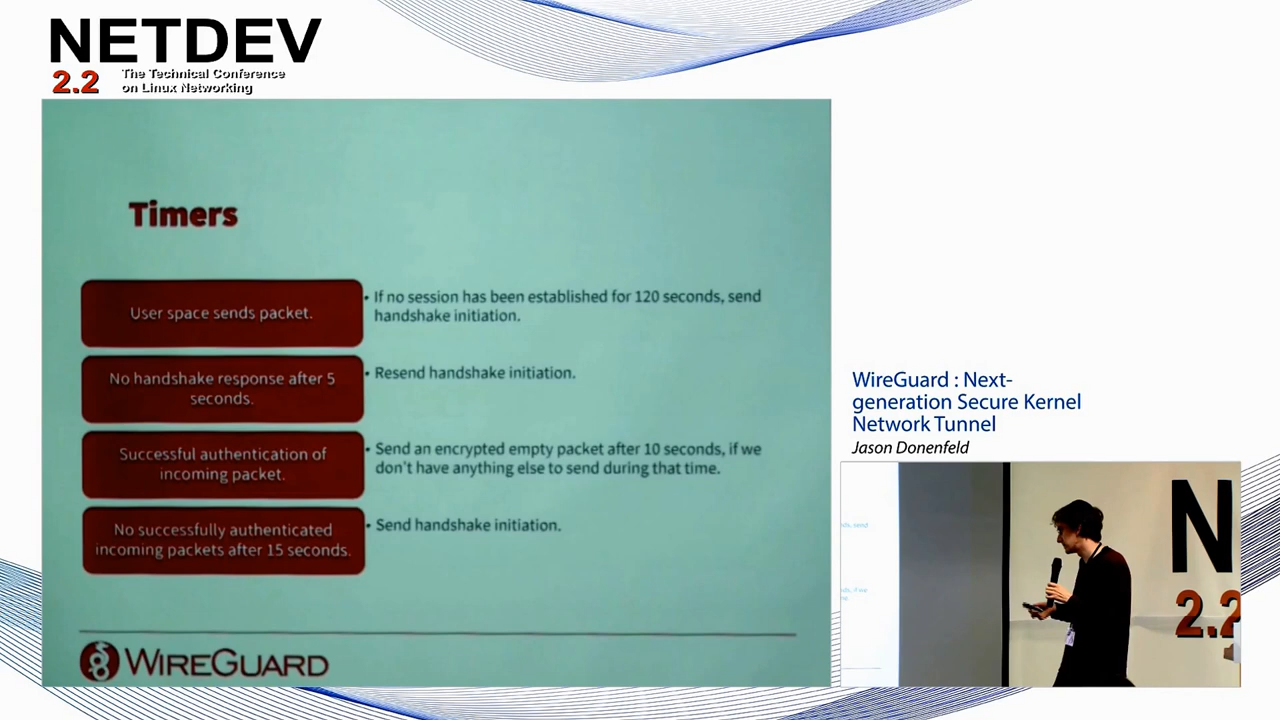 NETDEV
2.2
The Technical Conference
on Linux Networking
Timers
User space sends packet.
• If no session has been established for 120 seconds, send
handshake initiation.
No handshake response after 5
seconds.
• Resend handshake initiation.
Successful authentication of
incoming packet.
• Send an encrypted empty packet after 10 seconds, if we
don't have anything else to send during that time.
No successfully authenticated
incoming packets after 15 seconds.
• Send handshake initiation.
WIREGUARD
WireGuard : Next-
generation Secure Kernel
Network Tunnel
Jason Donenfeld
N
2.2